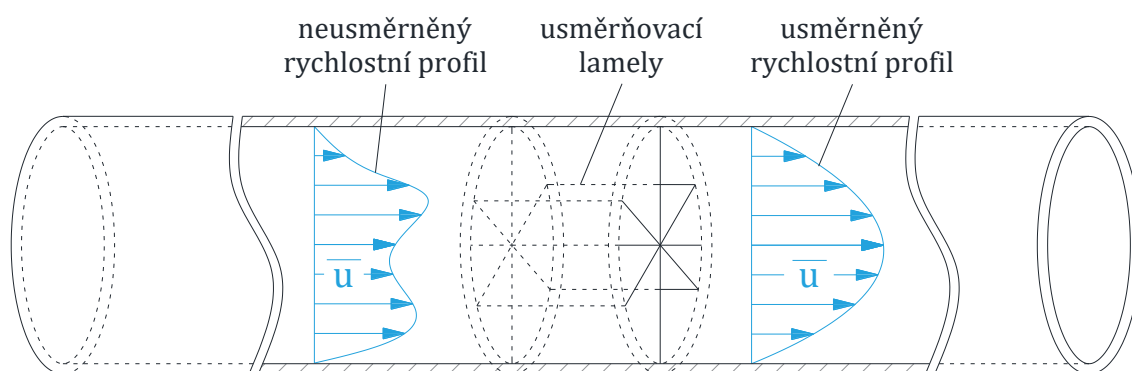 neusměrněný
rychlostní profil
usměrňovací
lamely
usměrněný
rychlostní profil
u
u